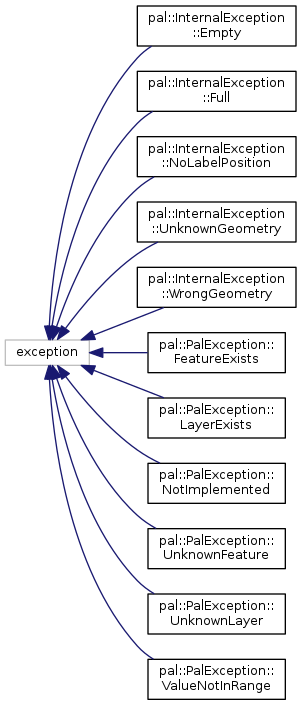 pal::InternalException
::Empty
pal::InternalException
::Full
pal::InternalException
::NoLabelPosition
pal::InternalException
::UnknownGeometry
pal::InternalException
::WrongGeometry
exception
pal::PalException::
FeatureExists
pal::PalException::
LayerExists
pal::PalException::
NotImplemented
pal::PalException::
UnknownFeature
pal::PalException::
UnknownLayer
pal::PalException::
ValueNotInRange